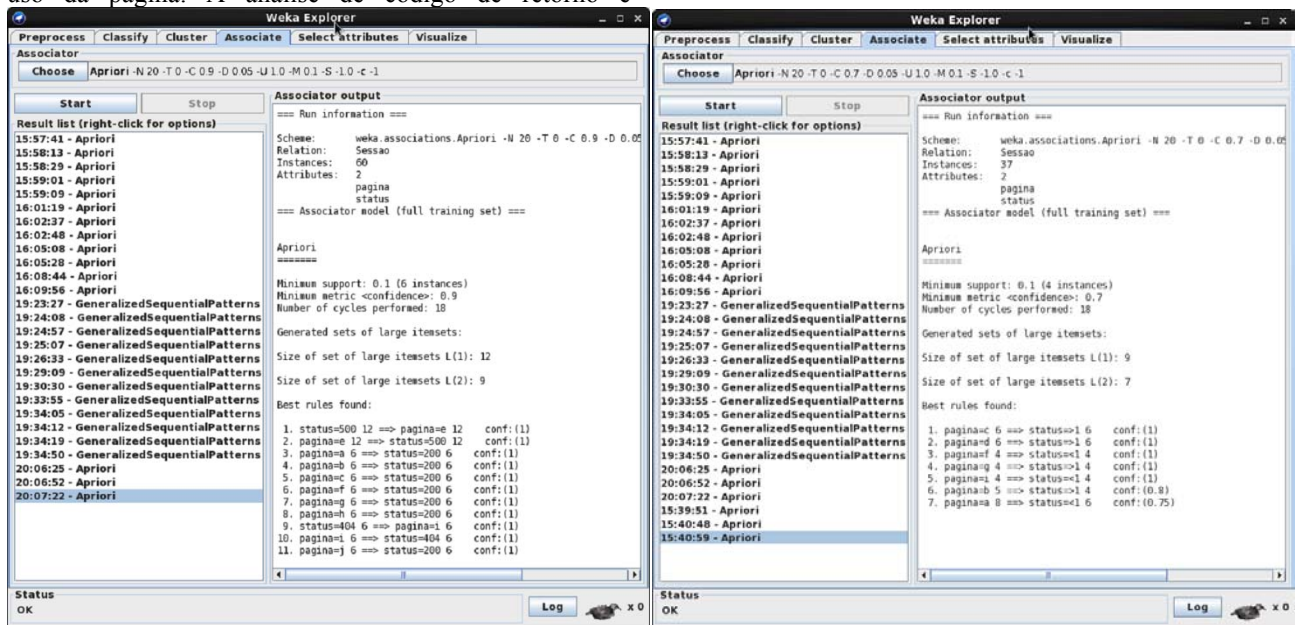 uso da página. A análise de código de retorno e
Weka Explorer
Preprocess Classify Cluster Associate Select attributes Visualize
Associator
Choose Apriori -N 20 -T 0 -C 0.9 -D 0.05 -U 1.0 -M 0.1 -S -1.0 -c -1
Start Stop
Result list (right-click for options)
15:57:41 - Apriori
15:58:13 - Apriori
15:58:29 - Apriori
15:59:01 - Apriori
15:59:09 - Apriori
16:01:19 - Apriori
16:02:37 - Apriori
16:02:48 - Apriori
16:05:08 - Apriori
16:05:28 - Apriori
16:08:44 - Apriori
16:09:56 - Apriori
19:23:27 - GeneralizedSequentialPatterns
19:24:08 - GeneralizedSequentialPatterns
19:24:57 - GeneralizedSequentialPatterns
19:25:07 - GeneralizedSequentialPatterns
19:26:33 - GeneralizedSequentialPatterns
19:29:09 - GeneralizedSequentialPatterns
19:30:30 - GeneralizedSequentialPatterns
19:33:55 - GeneralizedSequentialPatterns
19:34:05 - GeneralizedSequentialPatterns
19:34:12 - GeneralizedSequentialPatterns
19:34:19 - GeneralizedSequentialPatterns
19:34:50 - GeneralizedSequentialPatterns
20:06:25 - Apriori
20:06:52 - Apriori
20:07:22 - Apriori
Associator output
=== Run information ===
Scheme: weka.associations.Apriori -N 20 -T 0 -C 0.9 -D 0.05
Relation: Sessao
Instances: 60
Attributes: 2
pagina
status
=== Associator model (full training set) ===
Apriori
=======
Minimum support: 0.1 (6 instances)
Minimum metric <confidence>: 0.9
Number of cycles performed: 18
Generated sets of large itemsets:
Size of set of large itemsets L(1): 12
Size of set of large itemsets L(2): 9
Best rules found:
1. status=500 12 ==> pagina=e 12 conf:(1)
2. pagina=e 12 ==> status=500 12 conf:(1)
3. pagina=a 6 ==> status=200 6 conf:(1)
4. pagina=b 6 ==> status=200 6 conf:(1)
5. pagina=c 6 ==> status=200 6 conf:(1)
6. pagina=f 6 ==> status=200 6 conf:(1)
7. pagina=g 6 ==> status=200 6 conf:(1)
8. pagina=h 6 ==> status=200 6 conf:(1)
9. status=404 6 ==> pagina=i 6 conf:(1)
10. pagina=i 6 ==> status=404 6 conf:(1)
11. pagina=j 6 ==> status=200 6 conf:(1)
Status
OK
Log x 0
Weka Explorer
Preprocess Classify Cluster Associate Select attributes Visualize
Associator
Choose Apriori -N 20 -T 0 -C 0.7 -D 0.05 -U 1.0 -M 0.1 -S -1.0 -c -1
Start Stop
Result list (right-click for options)
15:57:41 - Apriori
15:58:13 - Apriori
15:58:29 - Apriori
15:59:01 - Apriori
15:59:09 - Apriori
16:01:19 - Apriori
16:02:37 - Apriori
16:02:48 - Apriori
16:05:08 - Apriori
16:05:28 - Apriori
16:08:44 - Apriori
16:09:56 - Apriori
19:23:27 - GeneralizedSequentialPatterns
19:24:08 - GeneralizedSequentialPatterns
19:24:57 - GeneralizedSequentialPatterns
19:25:07 - GeneralizedSequentialPatterns
19:26:33 - GeneralizedSequentialPatterns
19:29:09 - GeneralizedSequentialPatterns
19:30:30 - GeneralizedSequentialPatterns
19:33:55 - GeneralizedSequentialPatterns
19:34:05 - GeneralizedSequentialPatterns
19:34:12 - GeneralizedSequentialPatterns
19:34:19 - GeneralizedSequentialPatterns
19:34:50 - GeneralizedSequentialPatterns
20:06:25 - Apriori
20:06:52 - Apriori
20:07:22 - Apriori
15:39:51 - Apriori
15:40:48 - Apriori
15:40:59 - Apriori
Associator output
=== Run information ===
Scheme: weka.associations.Apriori -N 20 -T 0 -C 0.7 -D 0.05
Relation: Sessao
Instances: 37
Attributes: 2
pagina
status
=== Associator model (full training set) ===
Apriori
=======
Minimum support: 0.1 (4 instances)
Minimum metric <confidence>: 0.7
Number of cycles performed: 18
Generated sets of large itemsets:
Size of set of large itemsets L(1): 9
Size of set of large itemsets L(2): 7
Best rules found:
1. pagina=c 6 ==> status=>1 6 conf:(1)
2. pagina=d 6 ==> status=>1 6 conf:(1)
3. pagina=f 4 ==> status=<1 4 conf:(1)
4. pagina=g 4 ==> status=>1 4 conf:(1)
5. pagina=i 4 ==> status=<1 4 conf:(1)
6. pagina=b 5 ==> status=>1 4 conf:(0.8)
7. pagina=a 8 ==> status=<1 6 conf:(0.75)
Status
OK
Log x 0